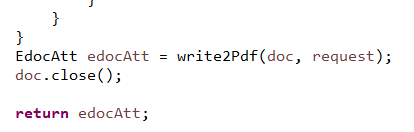 }
}
}
EdocAtt edocAtt = write2Pdf(doc, request);
doc.close();
return edocAtt;